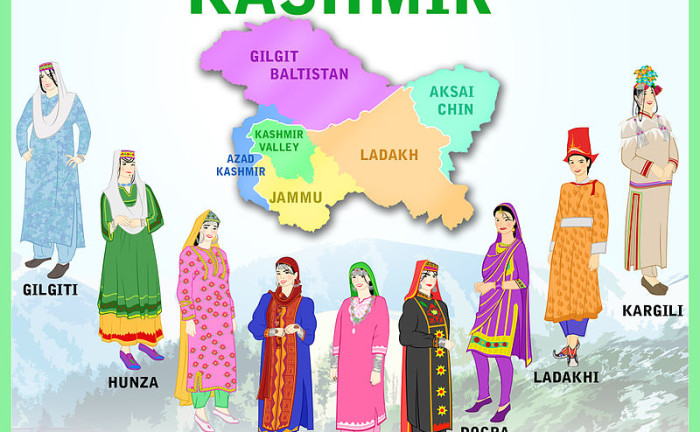 KASHMIR
GILGIT
BALTISTAN
AKSAI
CHIN
KASHMIR
VALLEY
AZAD
KASHMIR
LADAKH
JAMMU
GILGITI
HUNZA
KARGILI
LADAKHI
DOGRA